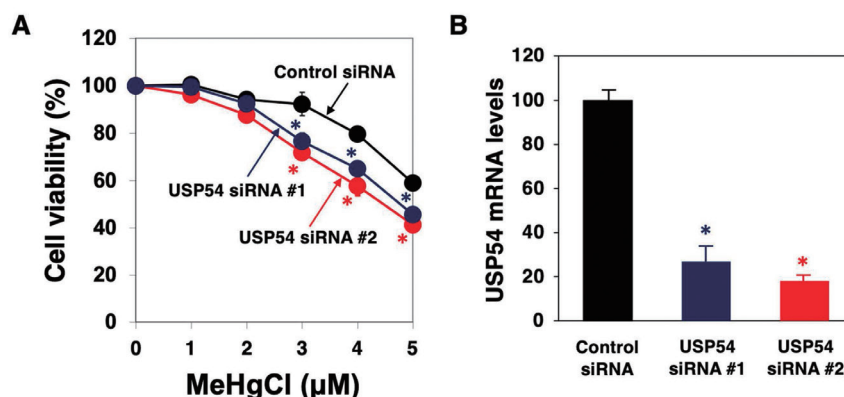 A
Cell viability (%)
120
100
80
60
40
20
0
Control siRNA
USP54 siRNA #1
USP54 siRNA #2
*
*
*
*
*
*
0 1 2 3 4 5
MeHgCl (μM)
B
USP54 mRNA levels
120
100
80
60
40
20
0
*
*
Control
siRNA
USP54
siRNA #1
USP54
siRNA #2